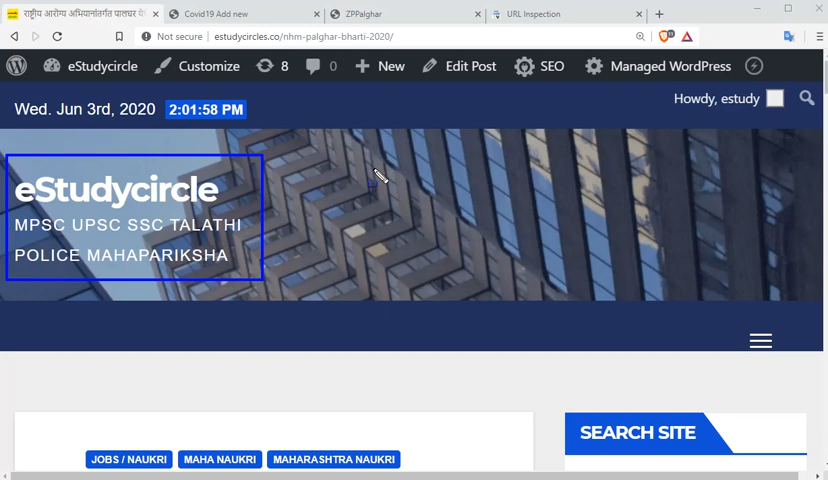 राष्ट्रीय आरोग्य अभियानांतर्गत पालघर
Covid19 Add new
ZPPalghar
URL Inspection
Not secure
estudycircles.co/nhm-palghar-bharti-2020/
eStudycircle
Customize
8
0
New
Edit Post
SEO
Managed WordPress
Wed. Jun 3rd, 2020
2:01:58 PM
Howdy, estudy
eStudycircle
MPSC UPSC SSC TALATHI
POLICE MAHAPARIKSHA
JOBS / NAUKRI
MAHA NAUKRI
MAHARASHTRA NAUKRI
SEARCH SITE